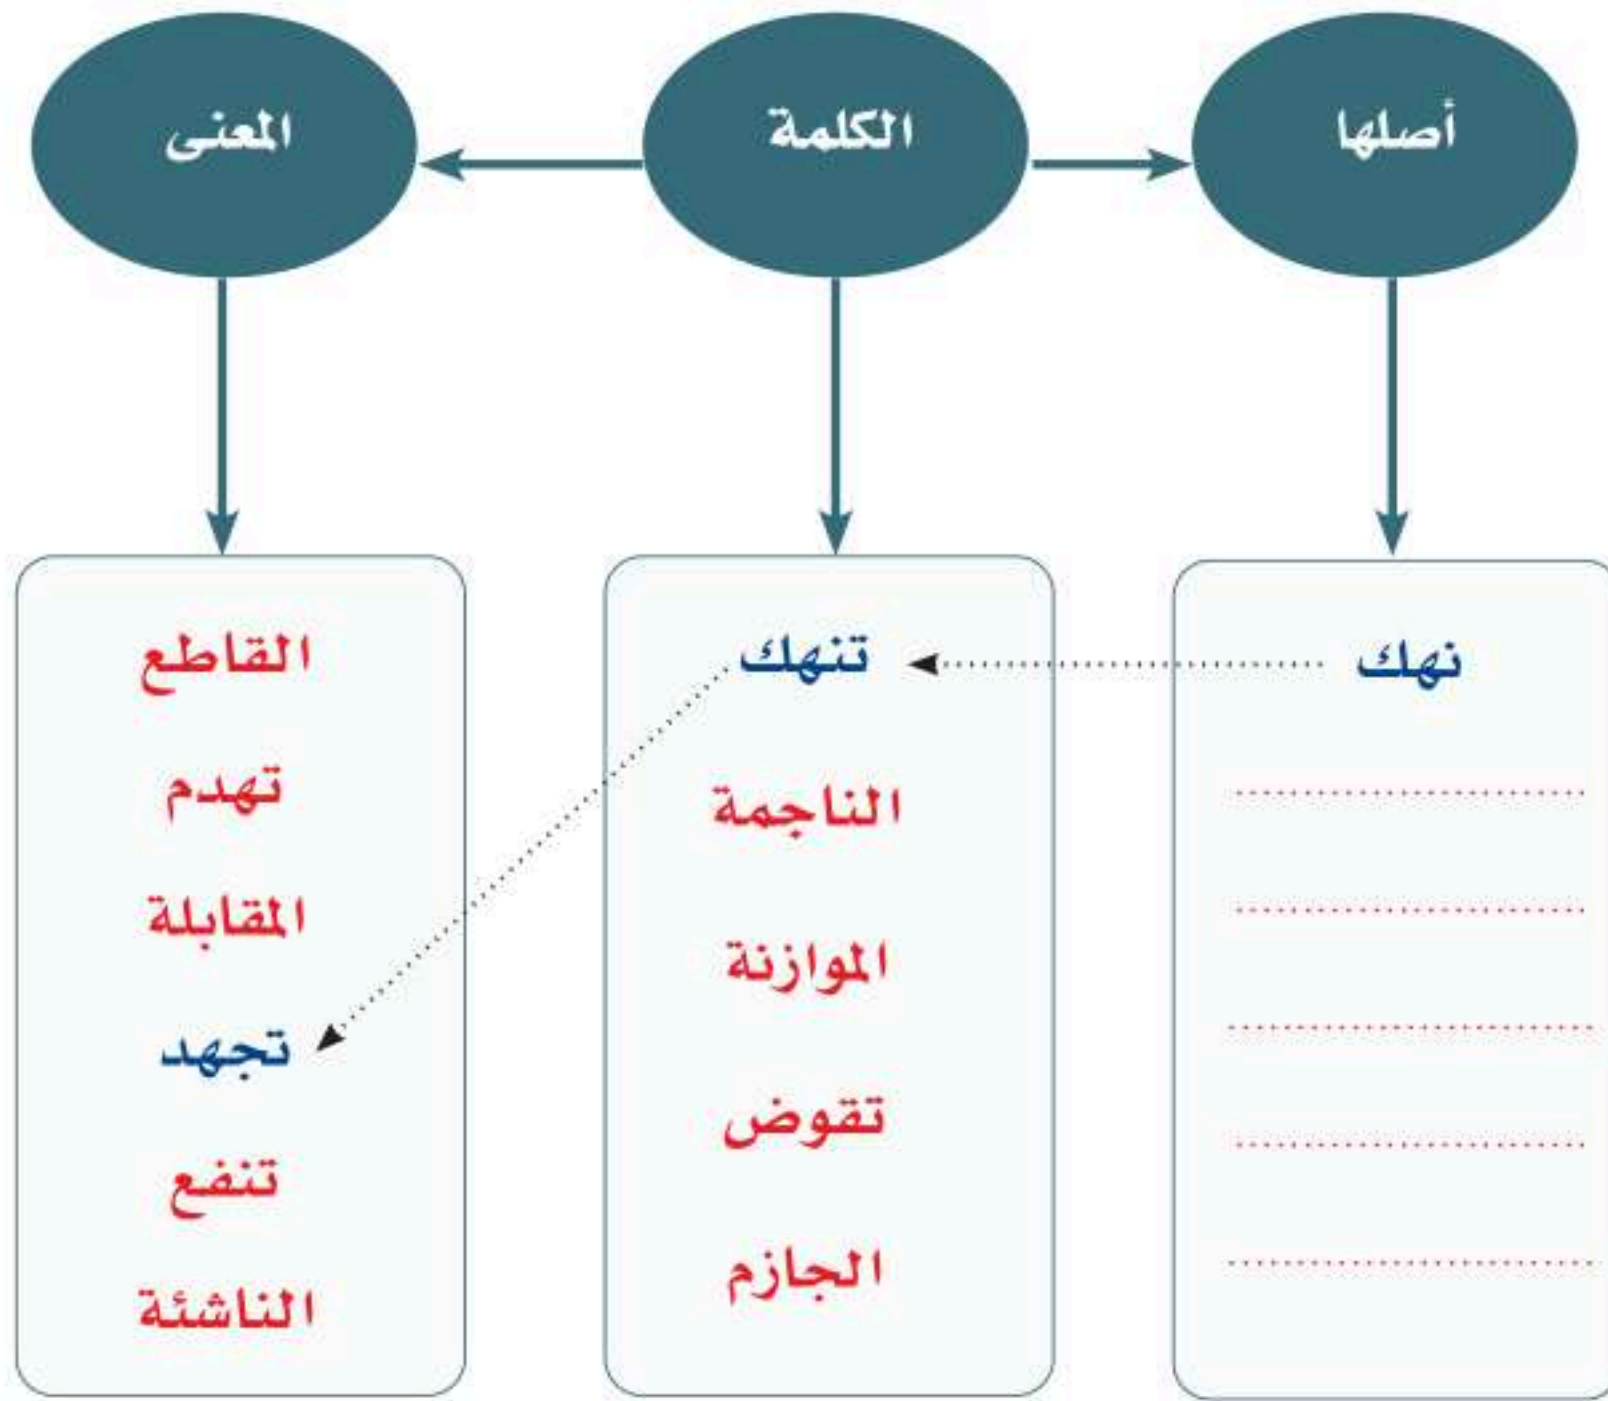 أصلها
الكلمة
المعنى
نهك
تنهك
الناجمة
الموازنة
تقوض
الجازم
القاطع
تهدم
المقابلة
تجهد
تنفع
الناشئة